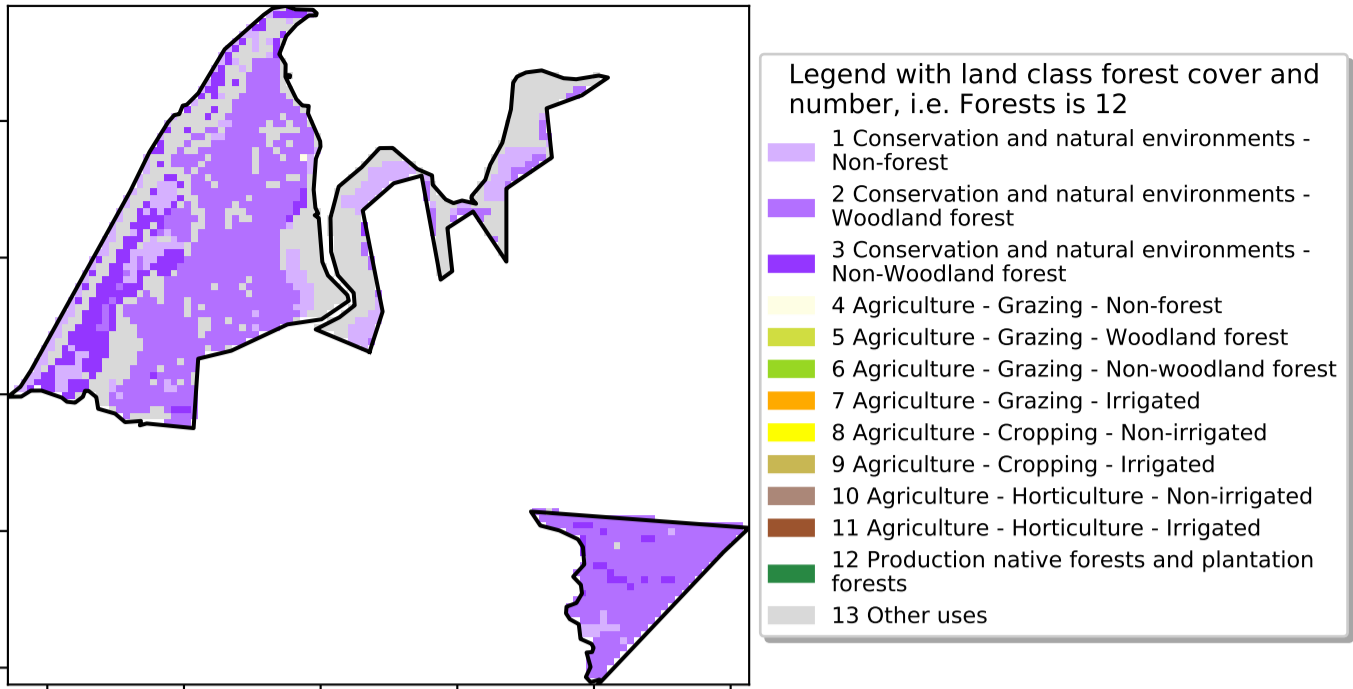 Legend with land class forest cover and
number, i.e. Forests is 12
1 Conservation and natural environments -
Non-forest
2 Conservation and natural environments -
Woodland forest
3 Conservation and natural environments -
Non-Woodland forest
4 Agriculture - Grazing - Non-forest
5 Agriculture - Grazing - Woodland forest
6 Agriculture - Grazing - Non-woodland forest
7 Agriculture - Grazing - Irrigated
8 Agriculture - Cropping - Non-irrigated
9 Agriculture - Cropping - Irrigated
10 Agriculture - Horticulture - Non-irrigated
11 Agriculture - Horticulture - Irrigated
12 Production native forests and plantation
forests
13 Other uses